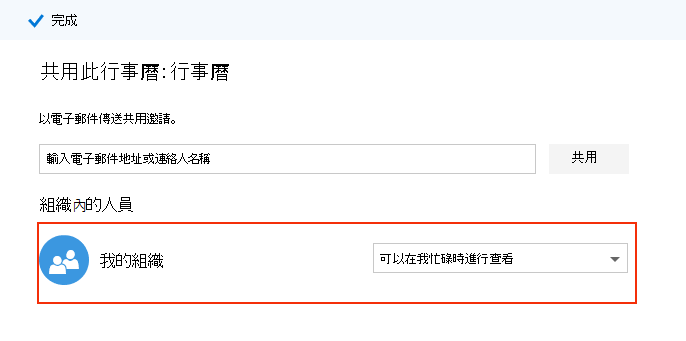 完成
共用此行事曆: 行事曆
以電子郵件傳送共用邀請。
輸入電子郵件地址或連絡人名稱
共用
組織內的人員
我的組織
可以在我忙碌時進行查看